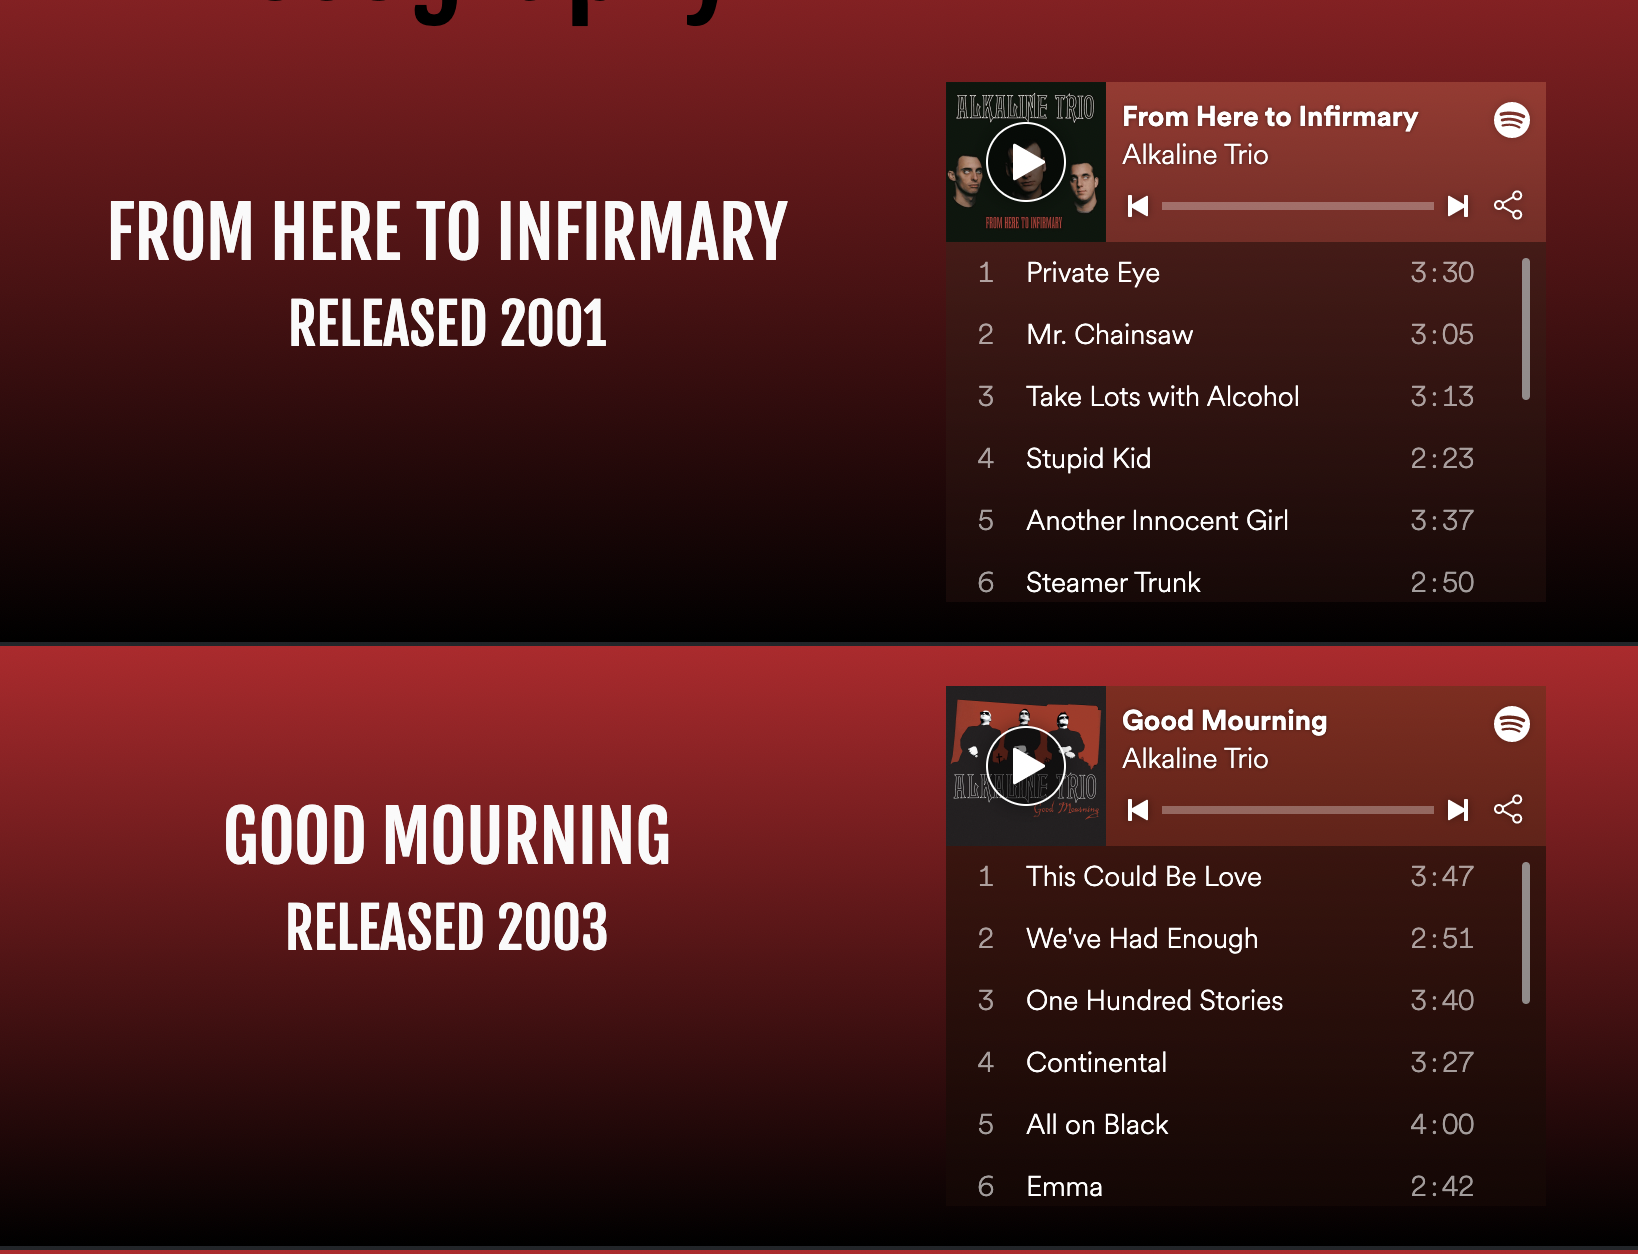 FROM HERE TO INFIRMARY
RELEASED 2001
ALKALINE TRIO
FROM HERE TO INFIRMARY
From Here to Infirmary
Alkaline Trio
1 Private Eye 3:30
2 Mr. Chainsaw 3:05
3 Take Lots with Alcohol 3:13
4 Stupid Kid 2:23
5 Another Innocent Girl 3:37
6 Steamer Trunk 2:50
GOOD MOURNING
RELEASED 2003
ALKALINE TRIO
Good Mourning
Good Mourning
Alkaline Trio
1 This Could Be Love 3:47
2 We've Had Enough 2:51
3 One Hundred Stories 3:40
4 Continental 3:27
5 All on Black 4:00
6 Emma 2:42